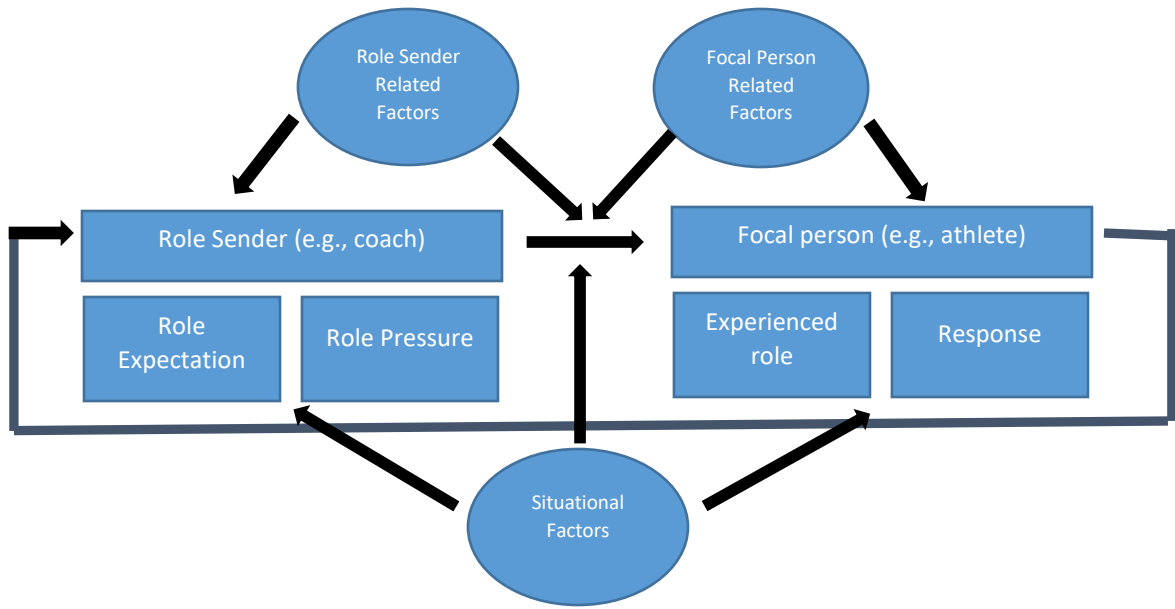 Role Sender
Related
Factors
Focal Person
Related
Factors
Role Sender (e.g., coach)
Focal person (e.g., athlete)
Role
Expectation
Role Pressure
Experienced
role
Response
Situational
Factors